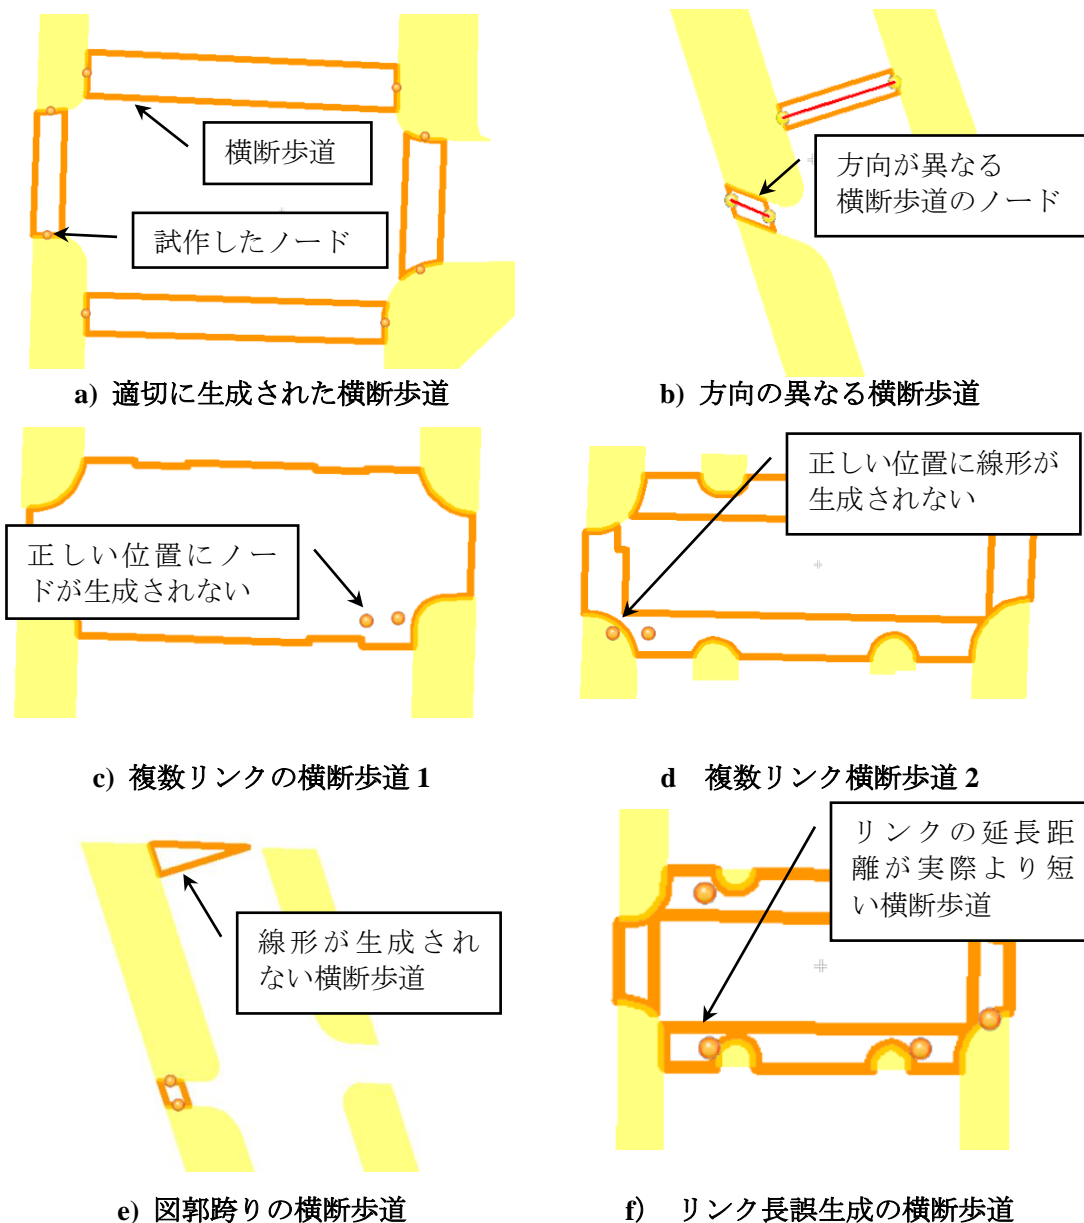 横断歩道
試作したノード
a) 適切に生成された横断歩道
方向が異なる
横断歩道のノード
b) 方向の異なる横断歩道
正しい位置にノー
ドが生成されない
c) 複数リンクの横断歩道 1
正しい位置に線形が
生成されない
d 複数リンク横断歩道 2
線形が生成され
ない横断歩道
e) 図郭跨りの横断歩道
リンクの延長距
離が実際より短
い横断歩道
f) リンク長誤生成の横断歩道